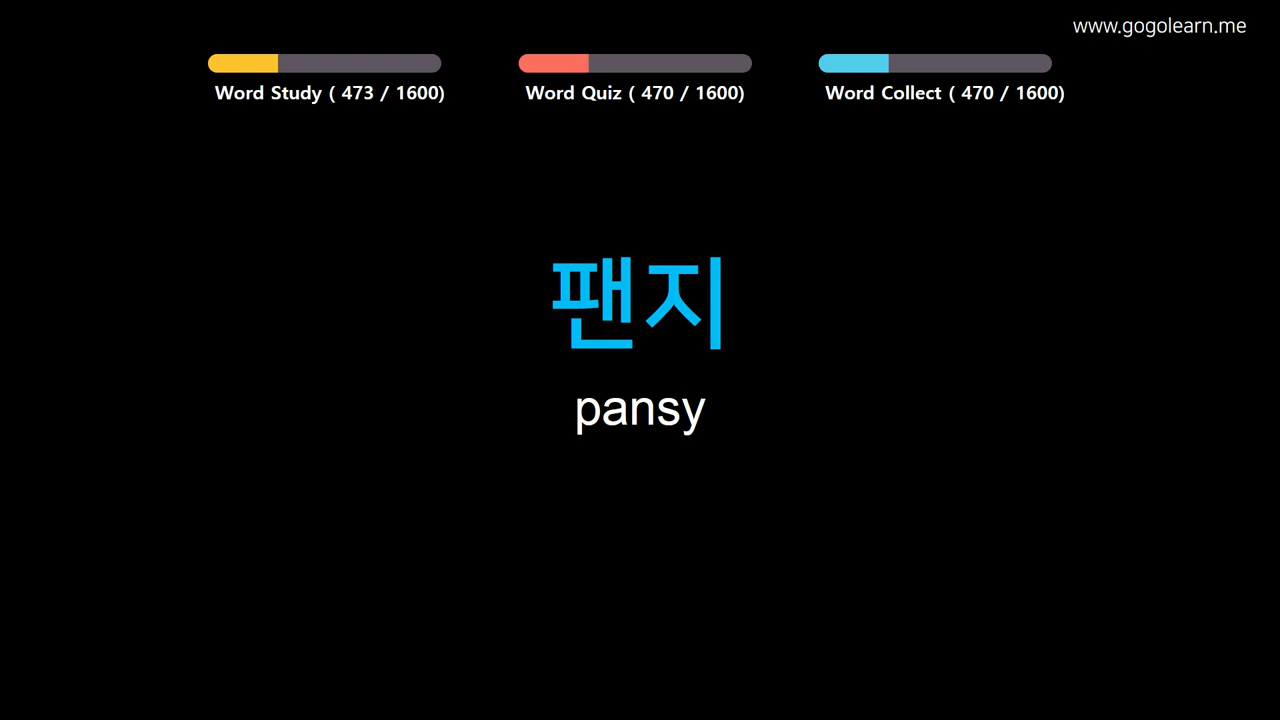 www.gogolearn.me
Word Study ( 473 / 1600)
Word Quiz ( 470 / 1600)
Word Collect ( 470 / 1600)
팬지
pansy